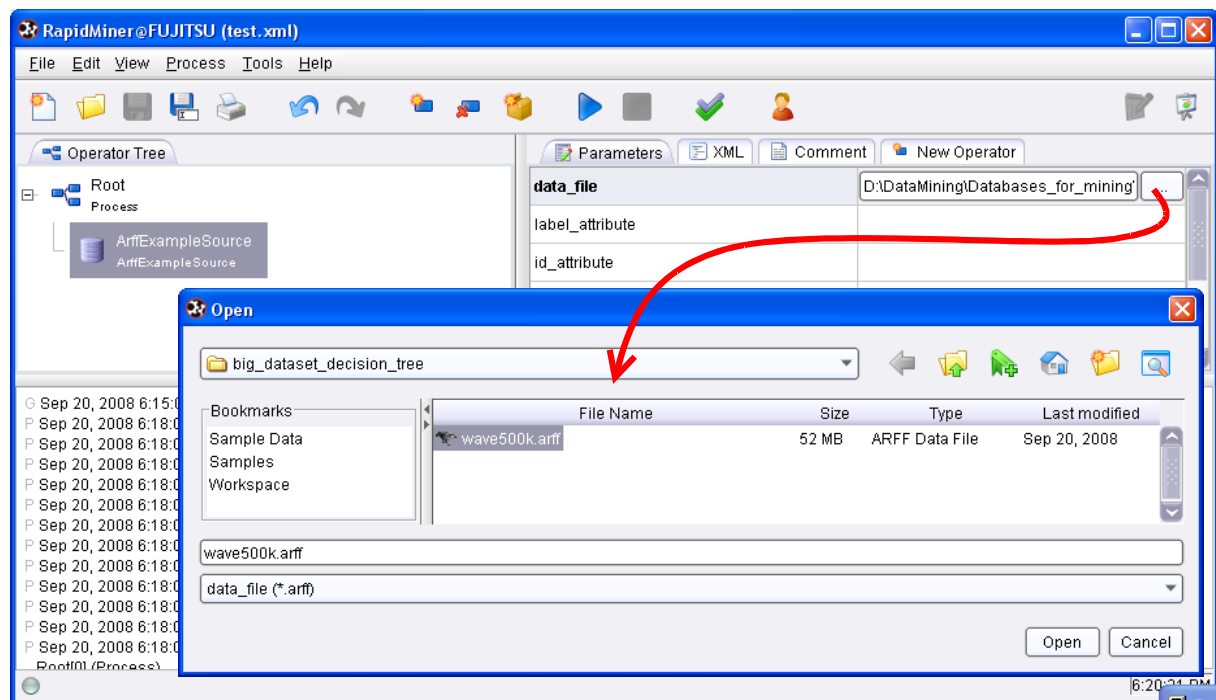 RapidMiner@FUJITSU (test.xml)
File Edit View Process Tools Help
Operator Tree
Root
Process
ArffExampleSource
ArffExampleSource
Parameters XML Comment New Operator
data_file D:\DataMining\Databases_for_mining\ ...
label_attribute
id_attribute
Open
big_dataset_decision_tree
Bookmarks
Sample Data
Samples
Workspace
File Name Size Type Last modified
wave500k.arff 52 MB ARFF Data File Sep 20, 2008
wave500k.arff
data_file (*.arff)
Open Cancel
G Sep 20, 2008 6:15:0
P Sep 20, 2008 6:18:0
P Sep 20, 2008 6:18:0
P Sep 20, 2008 6:18:0
P Sep 20, 2008 6:18:0
P Sep 20, 2008 6:18:0
P Sep 20, 2008 6:18:0
P Sep 20, 2008 6:18:0
P Sep 20, 2008 6:18:0
P Sep 20, 2008 6:18:0
P Sep 20, 2008 6:18:0
P Sep 20, 2008 6:18:0
P Sep 20, 2008 6:18:0
Root[0] (Process)
6:20:31 PM